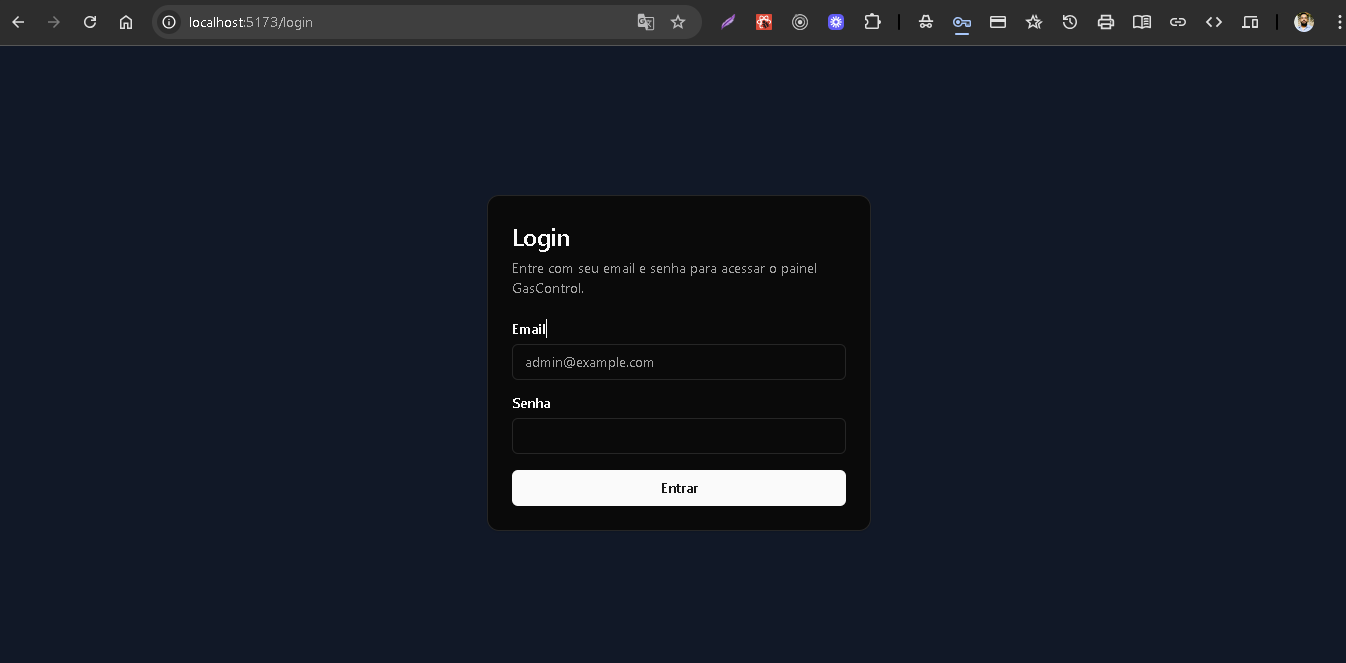 localhost:5173/login
Login
Entre com seu email e senha para acessar o painel
GasControl.
Email
admin@example.com
Senha
Entrar